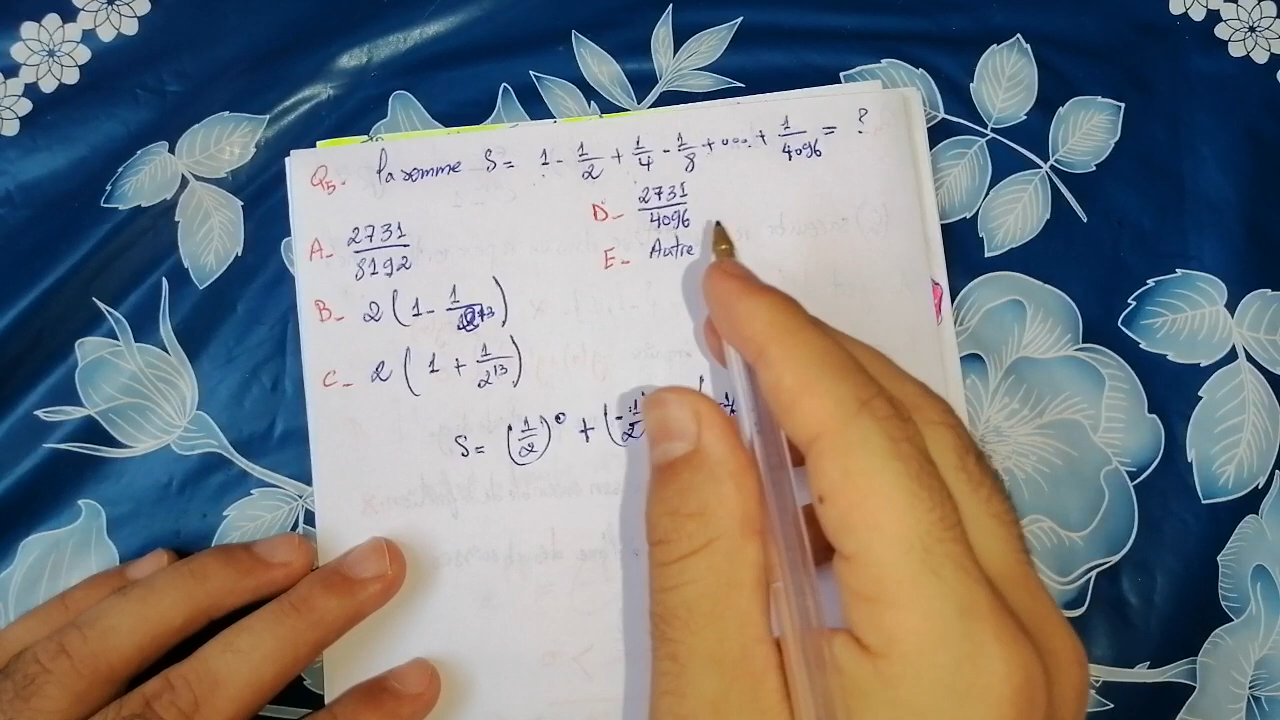 Q5. la somme S = 1 - 1/2 + 1/4 - 1/8 + .... + 1/4096 = ?
A- 2731/8192
B- 2(1 - 1/2^13)
C- 2(1 + 1/2^13)
D- 2731/4096
E- Autre
S = (1/2)^0 + (-1/2